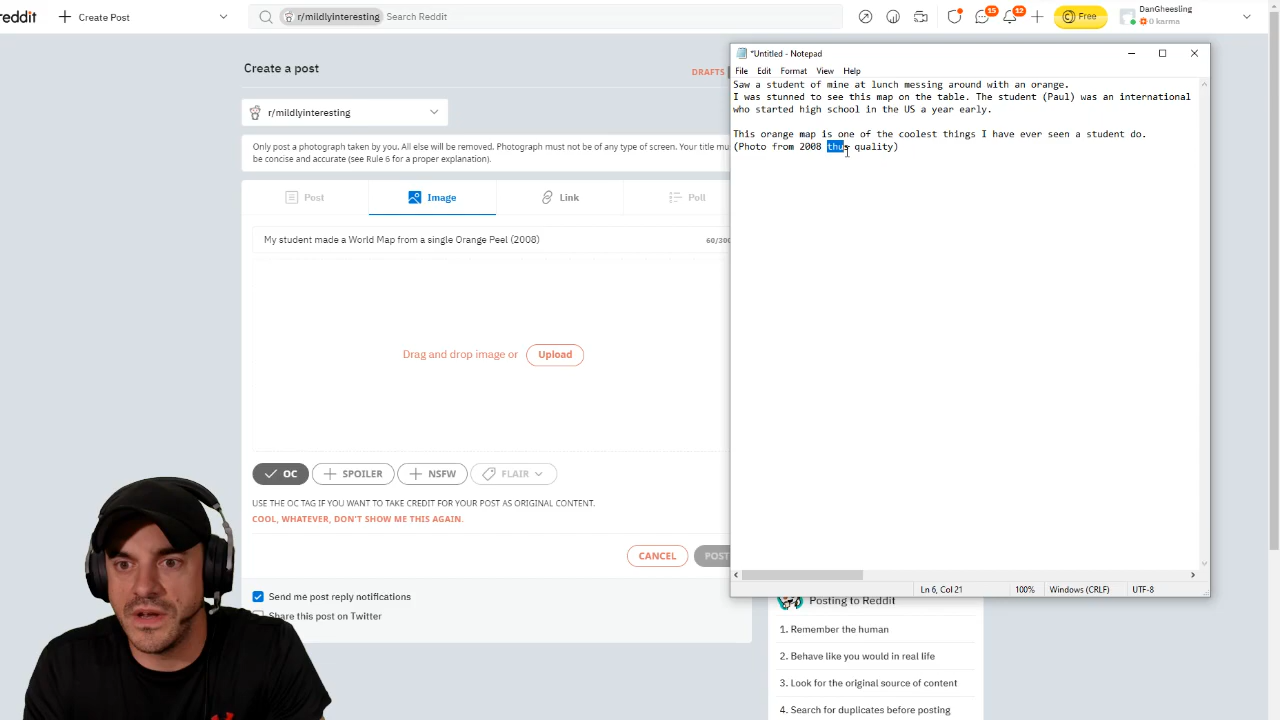 reddit
Create Post
r/mildlyinteresting
Search Reddit
15
12
Free
DanGheesling
0 karma
Create a post
DRAFTS
r/mildlyinteresting
Only post a photograph taken by you. All else will be removed. Photograph must not be of any type of screen. Your title mu
be concise and accurate (see Rule 6 for a proper explanation).
Post
Image
Link
Poll
My student made a World Map from a single Orange Peel (2008)
60/300
Drag and drop image or
Upload
OC
SPOILER
NSFW
FLAIR
USE THE OC TAG IF YOU WANT TO TAKE CREDIT FOR YOUR POST AS ORIGINAL CONTENT.
COOL, WHATEVER, DON'T SHOW ME THIS AGAIN.
CANCEL
POST
Send me post reply notifications
Share this post on Twitter
*Untitled - Notepad
File Edit Format View Help
Saw a student of mine at lunch messing around with an orange.
I was stunned to see this map on the table. The student (Paul) was an international
who started high school in the US a year early.
This orange map is one of the coolest things I have ever seen a student do.
(Photo from 2008 thus quality)
Ln 6, Col 21
100%
Windows (CRLF)
UTF-8
Posting to Reddit
1. Remember the human
2. Behave like you would in real life
3. Look for the original source of content
4. Search for duplicates before posting